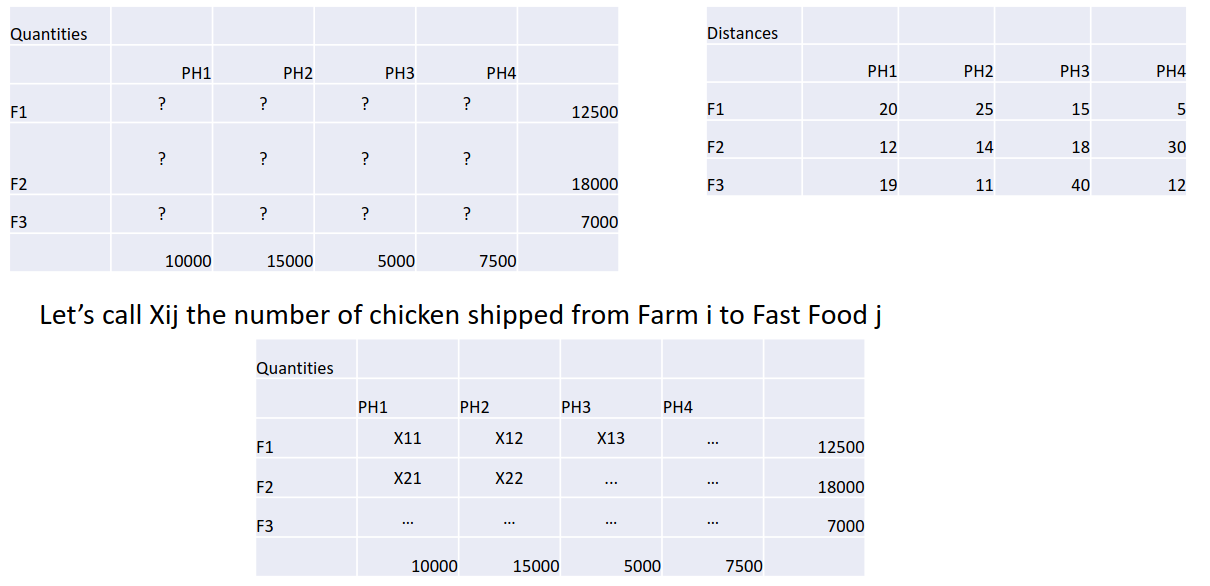 Quantities
PH1 PH2 PH3 PH4
F1 ? ? ? ? 12500
F2 ? ? ? ? 18000
F3 ? ? ? ? 7000
10000 15000 5000 7500
Distances
PH1 PH2 PH3 PH4
F1 20 25 15 5
F2 12 14 18 30
F3 19 11 40 12
Let’s call Xij the number of chicken shipped from Farm i to Fast Food j
Quantities
PH1 PH2 PH3 PH4
F1 X11 X12 X13 ... 12500
F2 X21 X22 ... ... 18000
F3 ... ... ... ... 7000
10000 15000 5000 7500